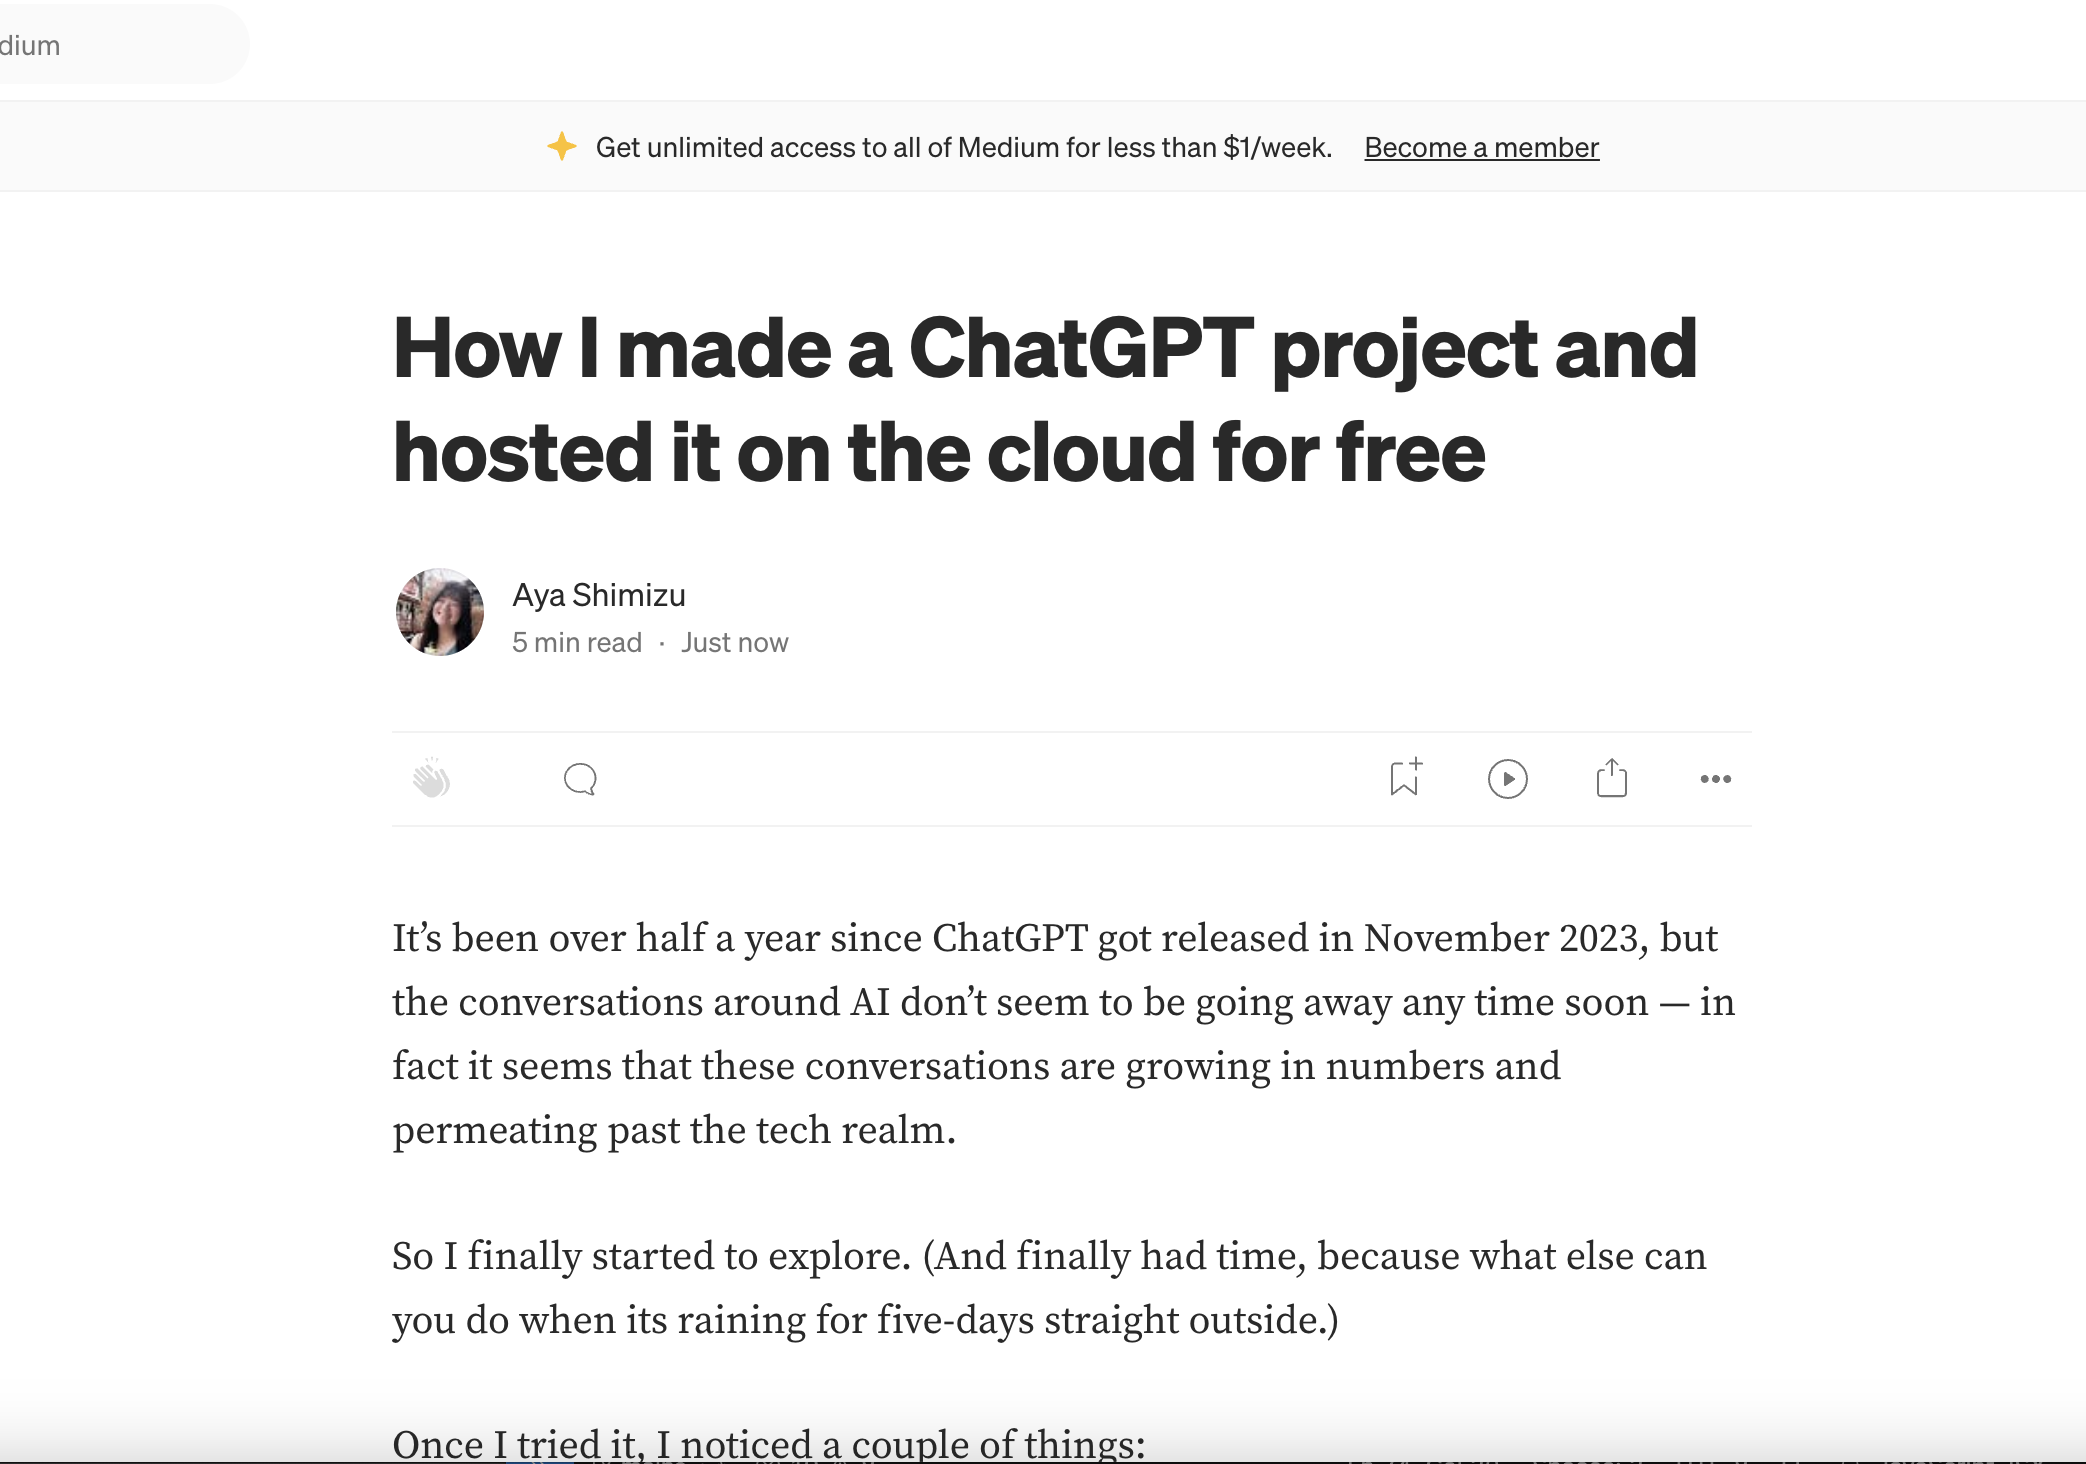 dium
Get unlimited access to all of Medium for less than $1/week. Become a member
How I made a ChatGPT project and
hosted it on the cloud for free
Aya Shimizu
5 min read · Just now
It’s been over half a year since ChatGPT got released in November 2023, but
the conversations around AI don’t seem to be going away any time soon — in
fact it seems that these conversations are growing in numbers and
permeating past the tech realm.
So I finally started to explore. (And finally had time, because what else can
you do when its raining for five-days straight outside.)
Once I tried it, I noticed a couple of things: